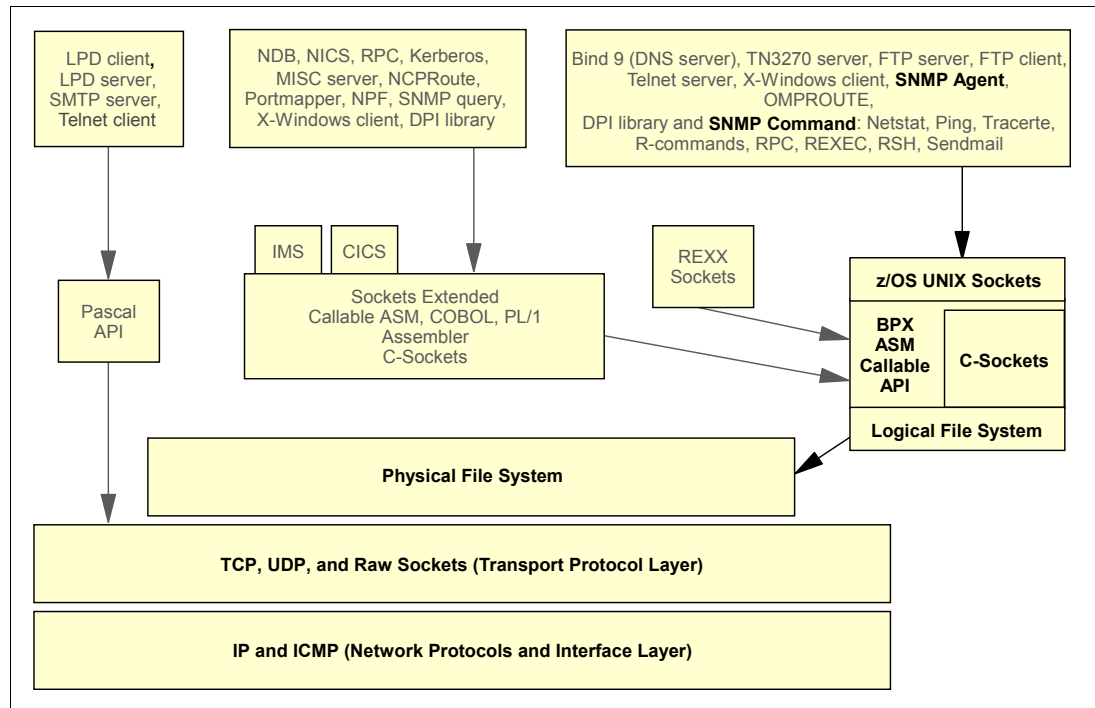 LPD client,
LPD server,
SMTP server,
Telnet client
NDB, NICS, RPC, Kerberos,
MISC server, NCPRoute,
Portmapper, NPF, SNMP query,
X-Windows client, DPI library
Bind 9 (DNS server), TN3270 server, FTP server, FTP client,
Telnet server, X-Windows client, SNMP Agent,
OMPROUTE,
DPI library and SNMP Command: Netstat, Ping, Tracerte,
R-commands, RPC, REXEC, RSH, Sendmail
IMS
CICS
REXX
Sockets
Pascal
API
Sockets Extended
Callable ASM, COBOL, PL/1
Assembler
C-Sockets
z/OS UNIX Sockets
BPX
ASM
Callable
API
C-Sockets
Logical File System
Physical File System
TCP, UDP, and Raw Sockets (Transport Protocol Layer)
IP and ICMP (Network Protocols and Interface Layer)